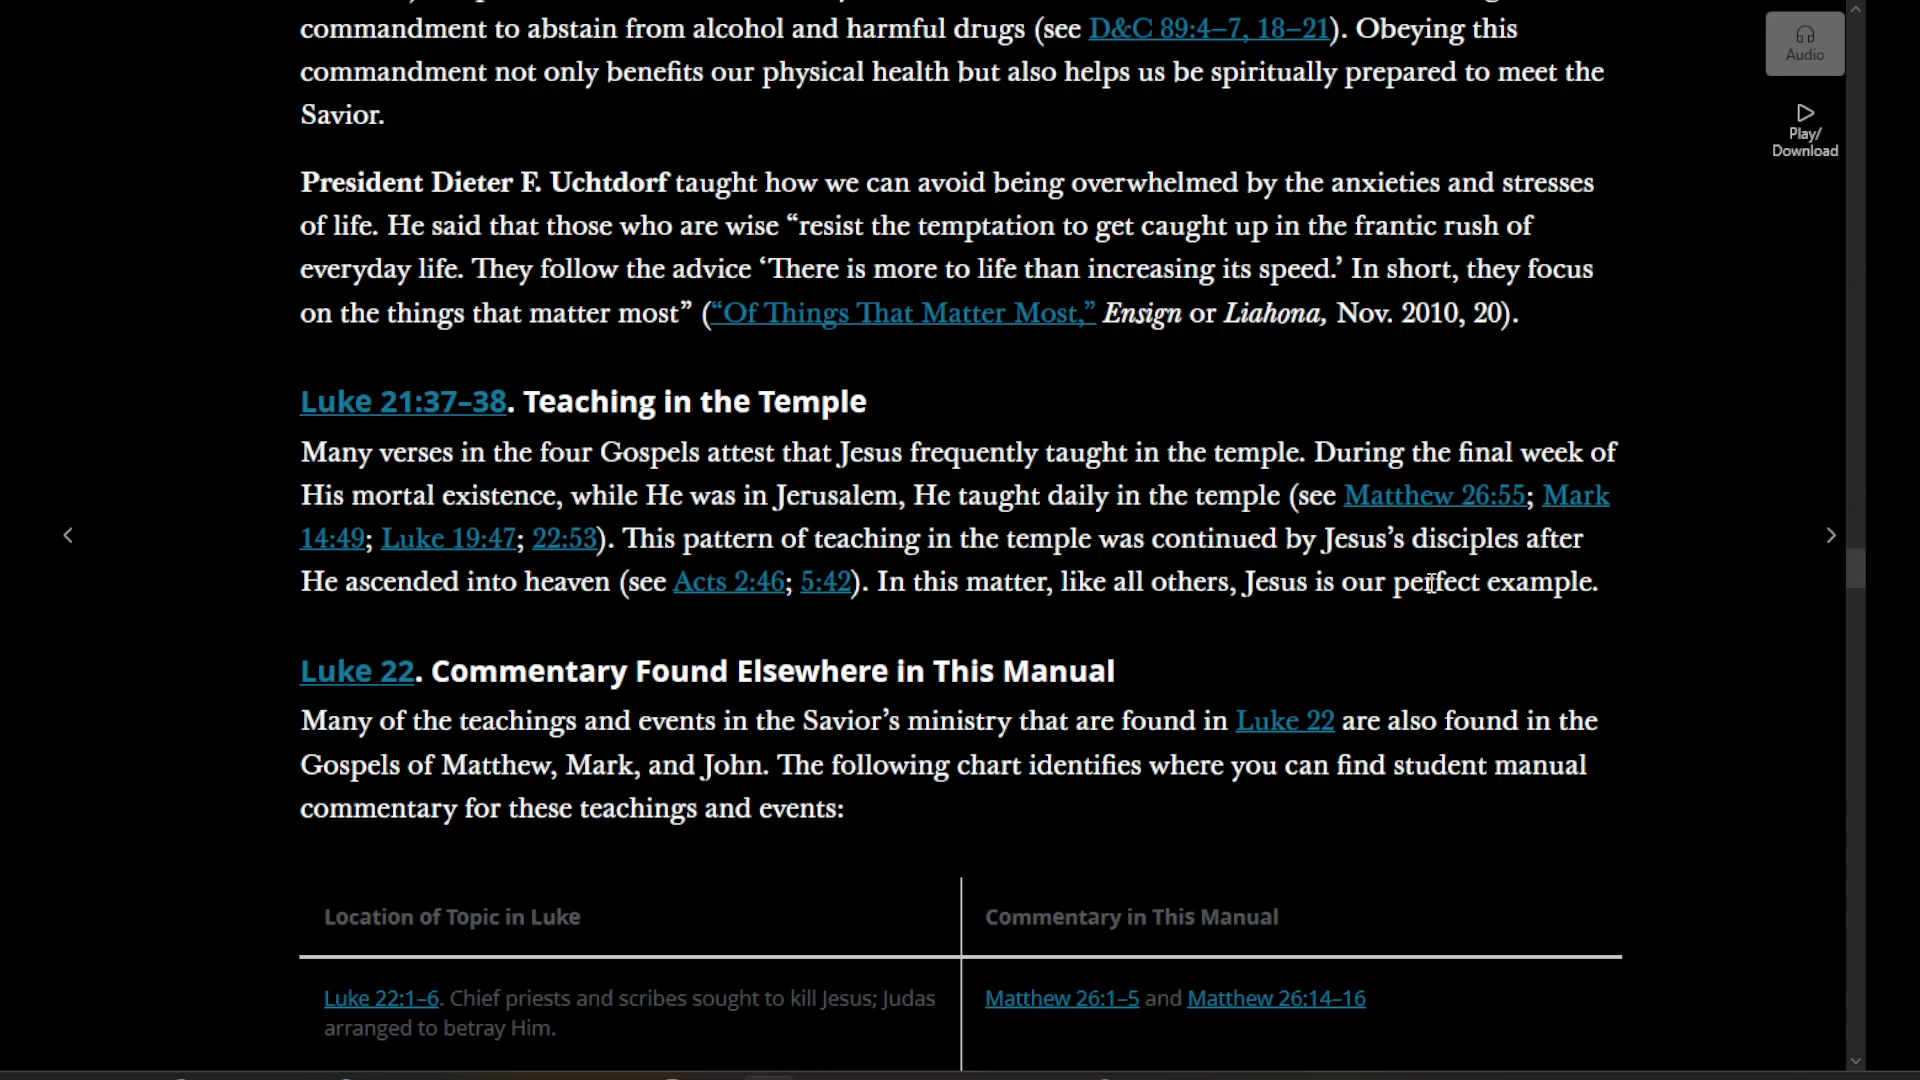 commandment to abstain from alcohol and harmful drugs (see D&C 89:4–7, 18–21). Obeying this
commandment not only benefits our physical health but also helps us be spiritually prepared to meet the
Savior.
President Dieter F. Uchtdorf taught how we can avoid being overwhelmed by the anxieties and stresses
of life. He said that those who are wise “resist the temptation to get caught up in the frantic rush of
everyday life. They follow the advice ‘There is more to life than increasing its speed.’ In short, they focus
on the things that matter most” (“Of Things That Matter Most,” Ensign or Liahona, Nov. 2010, 20).
Luke 21:37–38. Teaching in the Temple
Many verses in the four Gospels attest that Jesus frequently taught in the temple. During the final week of
His mortal existence, while He was in Jerusalem, He taught daily in the temple (see Matthew 26:55; Mark
14:49; Luke 19:47; 22:53). This pattern of teaching in the temple was continued by Jesus’s disciples after
He ascended into heaven (see Acts 2:46; 5:42). In this matter, like all others, Jesus is our perfect example.
Luke 22. Commentary Found Elsewhere in This Manual
Many of the teachings and events in the Savior’s ministry that are found in Luke 22 are also found in the
Gospels of Matthew, Mark, and John. The following chart identifies where you can find student manual
commentary for these teachings and events:
Location of Topic in Luke
Commentary in This Manual
Luke 22:1–6. Chief priests and scribes sought to kill Jesus; Judas
arranged to betray Him.
Matthew 26:1–5 and Matthew 26:14–16
Audio
Play/
Download